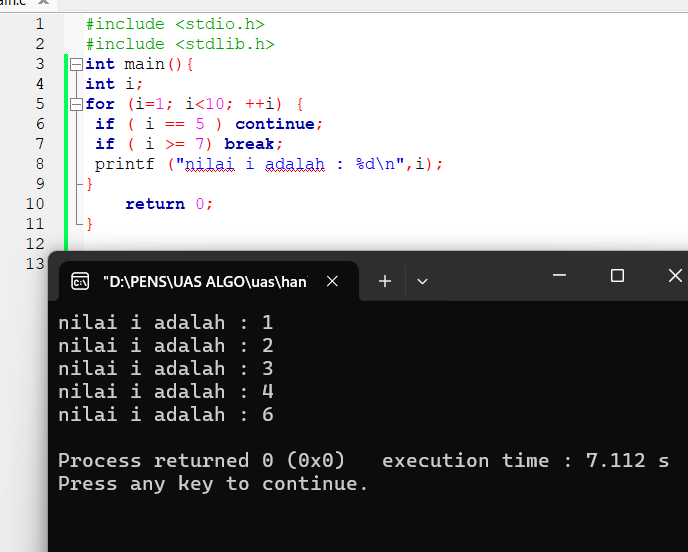 1 #include <stdio.h>
2 #include <stdlib.h>
3 int main(){
4 int i;
5 for (i=1; i<10; ++i) {
6 if ( i == 5 ) continue;
7 if ( i >= 7) break;
8 printf ("nilai i adalah : %d\n",i);
9 }
10 return 0;
11 }
12
13
"D:\PENS\UAS ALGO\uas\han
nilai i adalah : 1
nilai i adalah : 2
nilai i adalah : 3
nilai i adalah : 4
nilai i adalah : 6
Process returned 0 (0x0) execution time : 7.112 s
Press any key to continue.